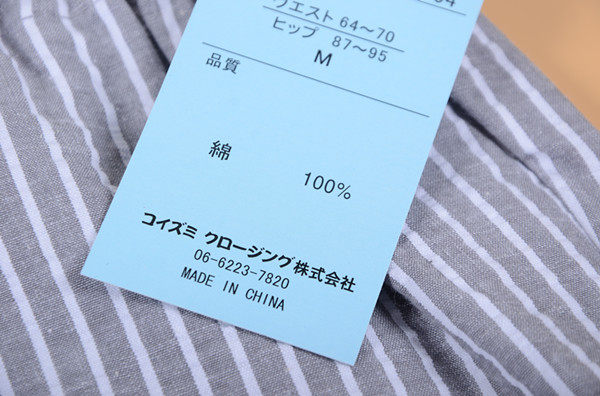 ウエスト 64～70
ヒップ 87～95
M
品質
綿 100%
コイズミ クロージング株式会社
06-6223-7820
MADE IN CHINA